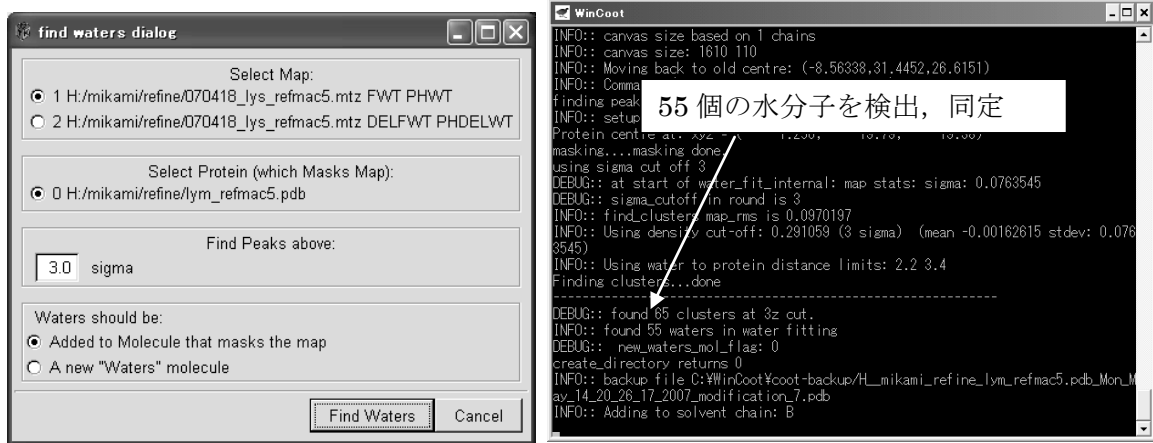 find waters dialog
Select Map:
1 H:/mikami/refine/070418_lys_refmac5.mtz FWT PHWT
2 H:/mikami/refine/070418_lys_refmac5.mtz DELFWT PHDELWT
Select Protein (which Masks Map):
0 H:/mikami/refine/lym_refmac5.pdb
Find Peaks above:
3.0 sigma
Waters should be:
Added to Molecule that masks the map
A new "Waters" molecule
Find Waters Cancel
WinCoot
INFO:: canvas size based on 1 chains
INFO:: canvas size: 1610 110
INFO:: Moving back to old centre: (-8.56338,31.4452,26.6151)
INFO:: Comma
finding peak
INFO:: setup
55 個の水分子を検出，同定
Protein centre at: xyz = (
masking....masking done.
using sigma cut off 3
DEBUG:: at start of water_fit_internal: map stats: sigma: 0.0763545
DEBUG:: sigma_cutoff in round is 3
INFO:: find_clusters map_rms is 0.0970197
INFO:: Using density cut-off: 0.291059 (3 sigma) (mean -0.00162615 stdev: 0.076
3545)
INFO:: Using water to protein distance limits: 2.2 3.4
Finding clusters...done
----------------------------------------------------------------
DEBUG:: found 65 clusters at 3z cut.
INFO:: found 55 waters in water fitting
DEBUG:: new_waters_mol_flag: 0
create_directory returns 0
INFO:: backup file C:¥WinCoot¥coot-backup/H__mikami_refine_lym_refmac5.pdb_Mon_M
ay_14_20_26_17_2007_modification_7.pdb
INFO:: Adding to solvent chain: B